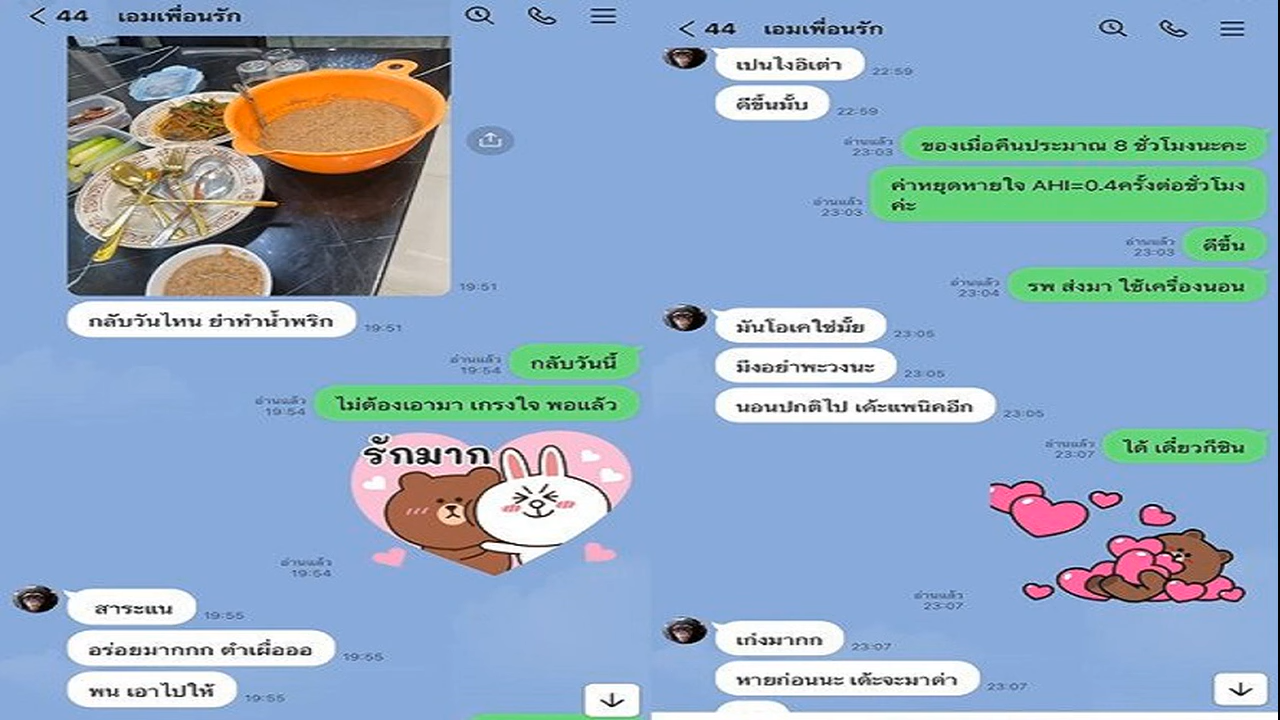 44 เอมเพื่อนรัก
19:51
กลับวันไหน ย่าทำน้ำพริก
19:51
อ่านแล้ว
19:54
กลับวันนี้
อ่านแล้ว
19:54
ไม่ต้องเอามา เกรงใจ พอแล้ว
รักมาก
อ่านแล้ว
19:54
สาระแน
19:55
อร่อยมากกก ตำเผื่อออ
19:55
พน เอาไปให้
19:55
44 เอมเพื่อนรัก
เปนไงอิเต่า
22:59
ดีขึ้นมั้บ
22:59
อ่านแล้ว
23:03
ของเมื่อคืนประมาณ 8 ชั่วโมงนะคะ
อ่านแล้ว
23:03
ค่าหยุดหายใจ AHI=0.4ครั้งต่อชั่วโมง
ค่ะ
อ่านแล้ว
23:03
ดีขึ้น
อ่านแล้ว
23:04
รพ ส่งมา ใช้เครื่องนอน
มันโอเคใช่มั้ย
23:05
มึงอย่าพะวงนะ
23:05
นอนปกติไป เด้ะแพนิคอีก
23:05
อ่านแล้ว
23:07
ได้ เดี๋ยวก็ชิน
อ่านแล้ว
23:07
เก่งมากก
23:07
หายก่อนนะ เด้ะจะมาด่า
23:07